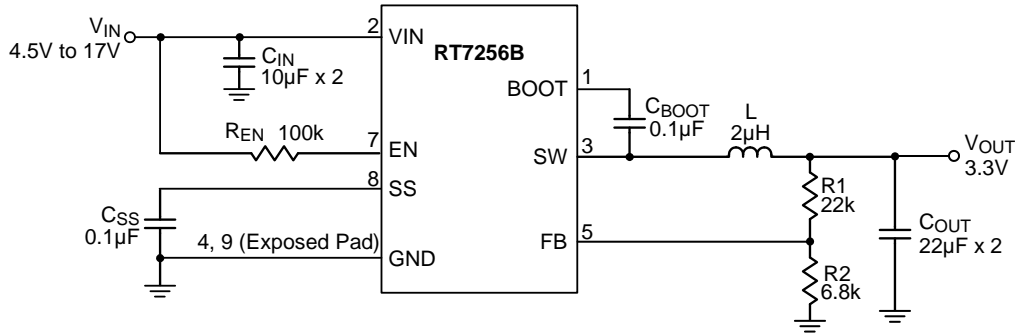 VIN
4.5V to 17V
CIN
10µF x 2
REN 100k
CSS
0.1µF
4, 9 (Exposed Pad)
2
7
8
VIN
RT7256B
BOOT
EN
SW
SS
FB
GND
1
3
5
CBOOT
0.1µF
L
2µH
R1
22k
R2
6.8k
COUT
22µF x 2
VOUT
3.3V